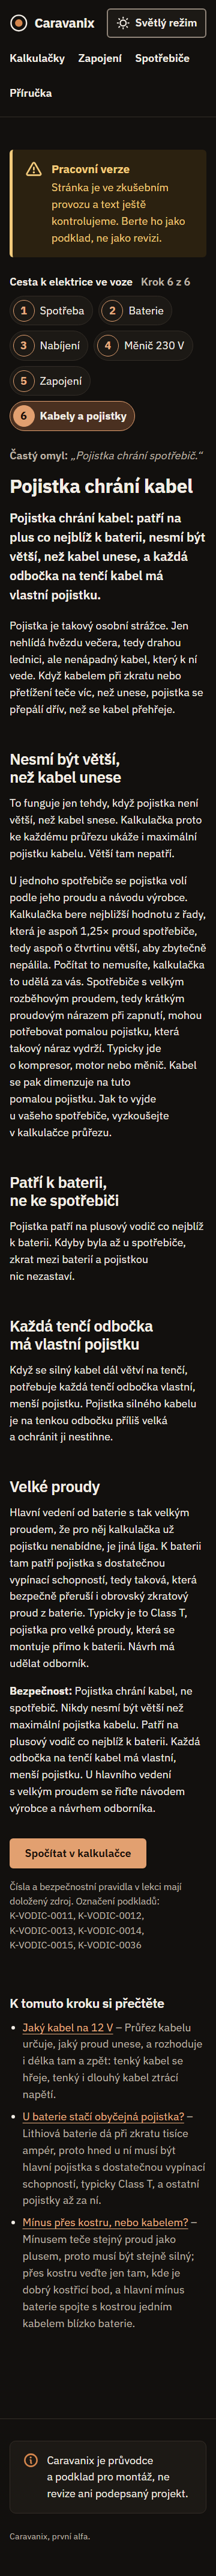 Caravanix
Světlý režim
Kalkulačky Zapojení Spotřebiče
Příručka
Pracovní verze
Stránka je ve zkušebním
provozu a text ještě
kontrolujeme. Berte ho jako
podklad, ne jako revizi.
Cesta k elektrice ve voze Krok 6 z 6
1 Spotřeba
2 Baterie
3 Nabíjení
4 Měnič 230 V
5 Zapojení
6 Kabely a pojistky
Častý omyl: „Pojistka chrání spotřebič.“
Pojistka chrání kabel
Pojistka chrání kabel: patří na
plus co nejblíž k baterii, nesmí být
větší, než kabel unese, a každá
odbočka na tenčí kabel má
vlastní pojistku.
Pojistka je takový osobní strážce. Jen
nehlídá hvězdu večera, tedy drahou
lednici, ale nenápadný kabel, který k ní
vede. Když kabelem při zkratu nebo
přetížení teče víc, než unese, pojistka se
přepálí dřív, než se kabel přehřeje.
Nesmí být větší,
než kabel unese
To funguje jen tehdy, když pojistka není
větší, než kabel snese. Kalkulačka proto
ke každému průřezu ukáže i maximální
pojistku kabelu. Větší tam nepatří.
U jednoho spotřebiče se pojistka volí
podle jeho proudu a návodu výrobce.
Kalkulačka bere nejbližší hodnotu z řady,
která je aspoň 1,25× proud spotřebiče,
tedy aspoň o čtvrtinu větší, aby zbytečně
nepálila. Počítat to nemusíte, kalkulačka
to udělá za vás. Spotřebiče s velkým
rozběhovým proudem, tedy krátkým
proudovým nárazem při zapnutí, mohou
potřebovat pomalou pojistku, která
takový náraz vydrží. Typicky jde
o kompresor, motor nebo měnič. Kabel
se pak dimenzuje na tuto
pomalou pojistku. Jak to vyjde
u vašeho spotřebiče, vyzkoušejte
v kalkulačce průřezu.
Patří k baterii,
ne ke spotřebiči
Pojistka patří na plusový vodič co nejblíž
k baterii. Kdyby byla až u spotřebiče,
zkrat mezi baterií a pojistkou
nic nezastaví.
Každá tenčí odbočka
má vlastní pojistku
Když se silný kabel dál větví na tenčí,
potřebuje každá tenčí odbočka vlastní,
menší pojistku. Pojistka silného kabelu
je na tenkou odbočku příliš velká
a ochránit ji nestihne.
Velké proudy
Hlavní vedení od baterie s tak velkým
proudem, že pro něj kalkulačka už
pojistku nenabídne, je jiná liga. K baterii
tam patří pojistka s dostatečnou
vypínací schopností, tedy taková, která
bezpečně přeruší i obrovský zkratový
proud z baterie. Typicky je to Class T,
pojistka pro velké proudy, která se
montuje přímo k baterii. Návrh má
udělat odborník.
Bezpečnost: Pojistka chrání kabel, ne
spotřebič. Nikdy nesmí být větší než
maximální pojistka kabelu. Patří na
plusový vodič co nejblíž k baterii. Každá
odbočka na tenčí kabel má vlastní,
menší pojistku. U hlavního vedení
s velkým proudem se řiďte návodem
výrobce a návrhem odborníka.
Spočítat v kalkulačce
Čísla a bezpečnostní pravidla v lekci mají
doložený zdroj. Označení podkladů:
K-VODIC-0011, K-VODIC-0012,
K-VODIC-0013, K-VODIC-0014,
K-VODIC-0015, K-VODIC-0036
K tomuto kroku si přečtěte
Jaký kabel na 12 V – Průřez kabelu
určuje, jaký proud unese, a rozhoduje
i délka tam a zpět: tenký kabel se
hřeje, tenký i dlouhý kabel ztrácí
napětí.
U baterie stačí obyčejná pojistka? –
Lithiová baterie dá při zkratu tisíce
ampér, proto hned u ní musí být
hlavní pojistka s dostatečnou vypínací
schopností, typicky Class T, a ostatní
pojistky až za ní.
Mínus přes kostru, nebo kabelem? –
Mínusem teče stejný proud jako
plusem, proto musí být stejně silný;
přes kostru veďte jen tam, kde je
dobrý kostřicí bod, a hlavní mínus
baterie spojte s kostrou jedním
kabelem blízko baterie.
Caravanix je průvodce
a podklad pro montáž, ne
revize ani podepsaný projekt.
Caravanix, první alfa.